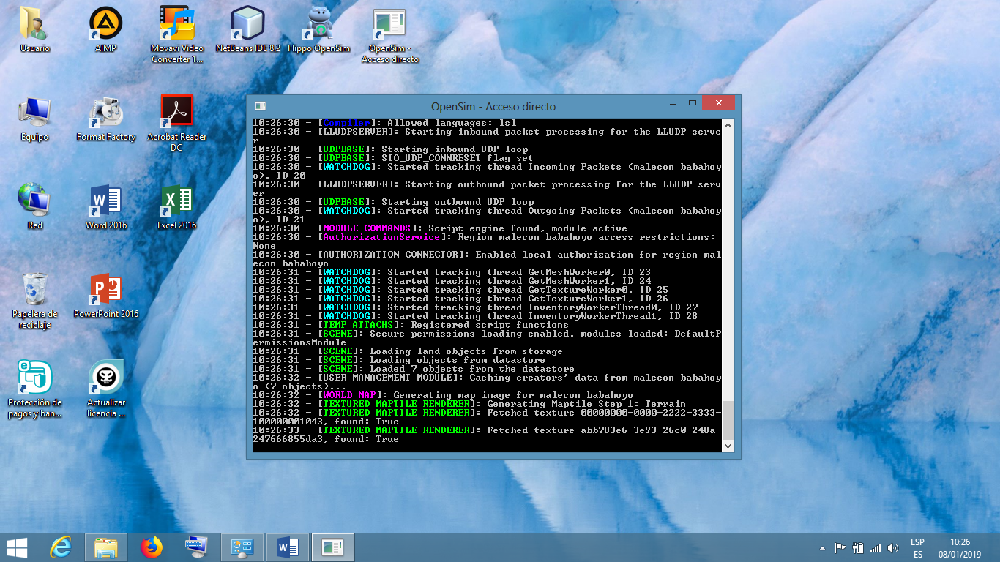 Usuario
AIMP
Movavi Video
Converter 1...
NetBeans IDE 8.2
Hippo OpenSim
OpenSim -
Acceso directo
Equipo
Format Factory
Acrobat Reader
DC
Red
Word 2016
Excel 2016
Papelera de
reciclaje
PowerPoint 2016
Protección de
pagos y ban...
Actualizar
licencia ...
OpenSim - Acceso directo
10:26:30 - [Compiler]: Allowed languages: lsl
10:26:30 - [LLUDPSERVER]: Starting inbound packet processing for the LLUDP serve
r
10:26:30 - [UDPBASE]: Starting inbound UDP loop
10:26:30 - [UDPBASE]: SIO_UDP_CONNRESET flag set
10:26:30 - [WATCHDOG]: Started tracking thread Incoming Packets (malecon babahoy
o), ID 20
10:26:30 - [LLUDPSERVER]: Starting outbound packet processing for the LLUDP serv
er
10:26:30 - [UDPBASE]: Starting outbound UDP loop
10:26:30 - [WATCHDOG]: Started tracking thread Outgoing Packets (malecon babahoy
o), ID 21
10:26:30 - [MODULE COMMANDS]: Script engine found, module active
10:26:30 - [AuthorizationService]: Region malecon babahoyo access restrictions:
None
10:26:30 - [AUTHORIZATION CONNECTOR]: Enabled local authorization for region mal
econ babahoyo
10:26:31 - [WATCHDOG]: Started tracking thread GetMeshWorker0, ID 23
10:26:31 - [WATCHDOG]: Started tracking thread GetMeshWorker1, ID 24
10:26:31 - [WATCHDOG]: Started tracking thread GetTextureWorker0, ID 25
10:26:31 - [WATCHDOG]: Started tracking thread GetTextureWorker1, ID 26
10:26:31 - [WATCHDOG]: Started tracking thread InventoryWorkerThread0, ID 27
10:26:31 - [WATCHDOG]: Started tracking thread InventoryWorkerThread1, ID 28
10:26:31 - [TEMP ATTACHS]: Registered script functions
10:26:31 - [SCENE]: Secure permissions loading enabled, modules loaded: DefaultP
ermissionsModule
10:26:31 - [SCENE]: Loading land objects from storage
10:26:31 - [SCENE]: Loading objects from datastore
10:26:31 - [SCENE]: Loaded 7 objects from the datastore
10:26:31 - [USER MANAGEMENT MODULE]: Caching creators' data from malecon babahoy
o (7 objects)...
10:26:32 - [WORLD MAP]: Generating map image for malecon babahoyo
10:26:32 - [TEXTURED MAPTILE RENDERER]: Generating Maptile Step 1: Terrain
10:26:32 - [TEXTURED MAPTILE RENDERER]: Fetched texture 00000000-0000-2222-3333-
100000001043, found: True
10:26:33 - [TEXTURED MAPTILE RENDERER]: Fetched texture abb783e6-3e93-26c0-248a-
247666855da3, found: True
ESP
ES
10:26
08/01/2019